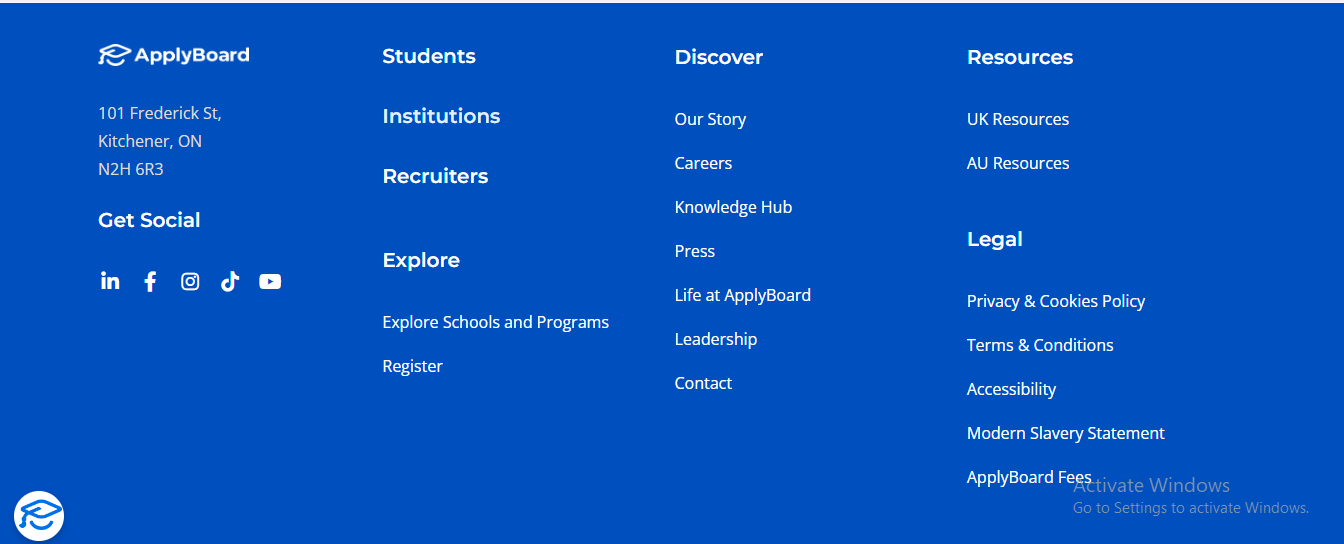 ApplyBoard
101 Frederick St,
Kitchener, ON
N2H 6R3
Get Social
Students
Institutions
Recruiters
Explore
Explore Schools and Programs
Register
Discover
Our Story
Careers
Knowledge Hub
Press
Life at ApplyBoard
Leadership
Contact
Resources
UK Resources
AU Resources
Legal
Privacy & Cookies Policy
Terms & Conditions
Accessibility
Modern Slavery Statement
ApplyBoard Fees
Activate Windows
Go to Settings to activate Windows.